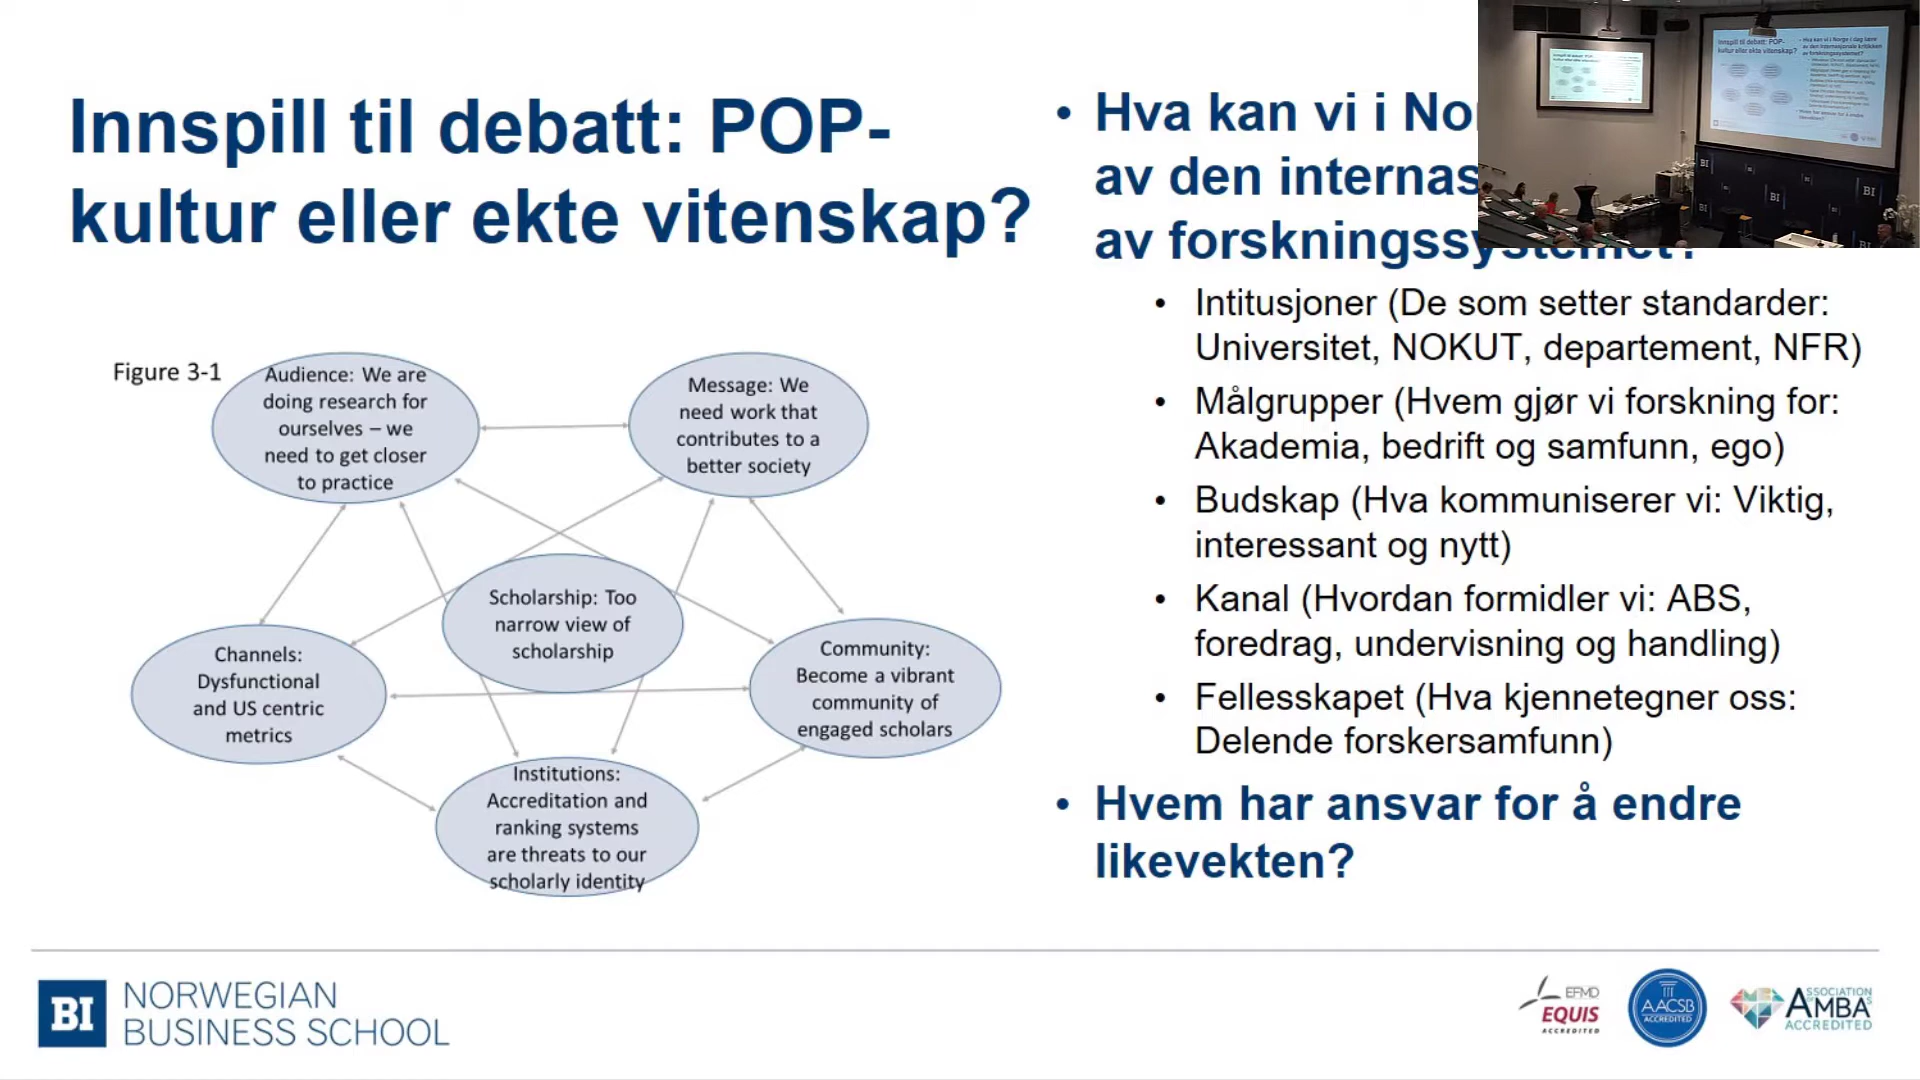 Innspill til debatt: POP-
kultur eller ekte vitenskap?
Figure 3-1
Audience: We are
doing research for
ourselves – we
need to get closer
to practice
Message: We
need work that
contributes to a
better society
Scholarship: Too
narrow view of
scholarship
Channels:
Dysfunctional
and US centric
metrics
Community:
Become a vibrant
community of
engaged scholars
Institutions:
Accreditation and
ranking systems
are threats to our
scholarly identity
• Hva kan vi i
av den
av forskningssystemet?
• Intitusjoner (De som setter standarder:
Universitet, NOKUT, departement, NFR)
• Målgrupper (Hvem gjør vi forskning for:
Akademia, bedrift og samfunn, ego)
• Budskap (Hva kommuniserer vi: Viktig,
interessant og nytt)
• Kanal (Hvordan formidler vi: ABS,
foredrag, undervisning og handling)
• Fellesskapet (Hva kjennetegner oss:
Delende forskersamfunn)
• Hvem har ansvar for å endre
likevekten?
BI NORWEGIAN
BUSINESS SCHOOL
EFMD
EQUIS
ACCREDITED
AACSB
ACCREDITED
ASSOCIATION
AMBA
ACCREDITED